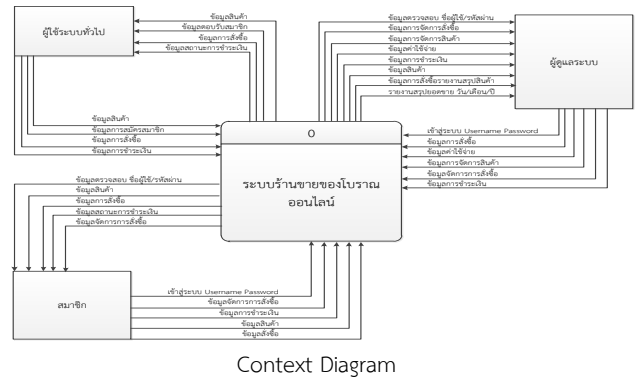 ผู้ใช้ระบบทั่วไป
ข้อมูลสินค้า
ข้อมูลตอบรับสมาชิก
ข้อมูลการสั่งซื้อ
ข้อมูลสถานะการชำระเงิน
ข้อมูลตรวจสอบ ชื่อผู้ใช้/รหัสผ่าน
ข้อมูลการจัดการสั่งซื้อ
ข้อมูลการจัดการสินค้า
ข้อมูลค่าใช้จ่าย
ข้อมูลการชำระเงิน
ข้อมูลสินค้า
ข้อมูลการสั่งซื้อรายงานสรุปสินค้า
รายงานสรุปยอดขาย วัน/เดือน/ปี
ผู้ดูแลระบบ
ข้อมูลสินค้า
ข้อมูลการสมัครสมาชิก
ข้อมูลการสั่งซื้อ
ข้อมูลการชำระเงิน
0
ระบบร้านขายของโบราณ
ออนไลน์
เข้าสู่ระบบ Username Password
ข้อมูลการสั่งซื้อ
ข้อมูลค่าใช้จ่าย
ข้อมูลการจัดการสินค้า
ข้อมูลจัดการการสั่งซื้อ
ข้อมูลการชำระเงิน
ข้อมูลตรวจสอบ ชื่อผู้ใช้/รหัสผ่าน
ข้อมูลสินค้า
ข้อมูลการสั่งซื้อ
ข้อมูลสถานะการชำระเงิน
ข้อมูลจัดการการสั่งซื้อ
สมาชิก
เข้าสู่ระบบ Username Password
ข้อมูลจัดการการสั่งซื้อ
ข้อมูลการชำระเงิน
ข้อมูลสินค้า
ข้อมูลการสั่งซื้อ
Context Diagram